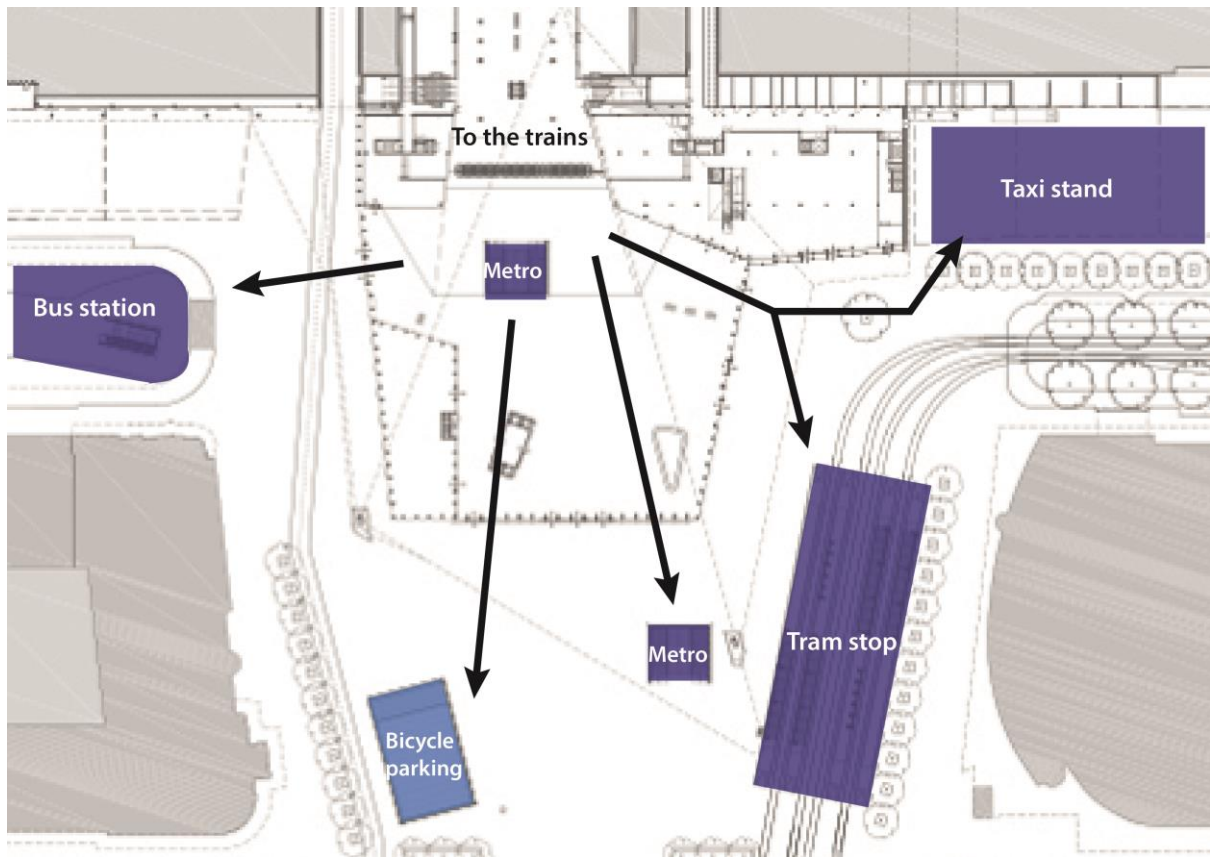 To the trains
Taxi stand
Metro
Bus station
Metro
Tram stop
Bicycle
parking